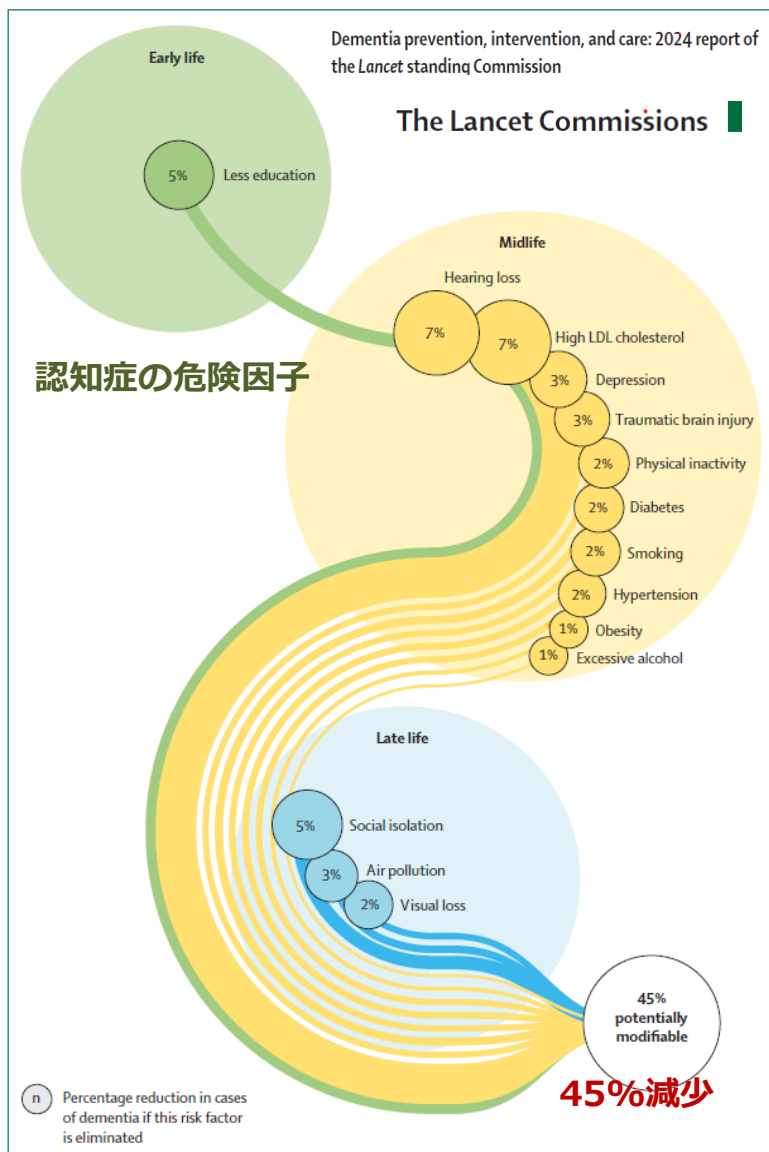 Dementia prevention, intervention, and care: 2024 report of
the Lancet standing Commission
The Lancet Commissions
Early life
5%
Less education
Midlife
Hearing loss
7%
7%
High LDL cholesterol
認知症の危険因子
3%
Depression
3%
Traumatic brain injury
2%
Physical inactivity
2%
Diabetes
2%
Smoking
2%
Hypertension
1%
Obesity
1%
Excessive alcohol
Late life
5%
Social isolation
3%
Air pollution
2%
Visual loss
45%
potentially
modifiable
45%減少
n
Percentage reduction in cases
of dementia if this risk factor
is eliminated